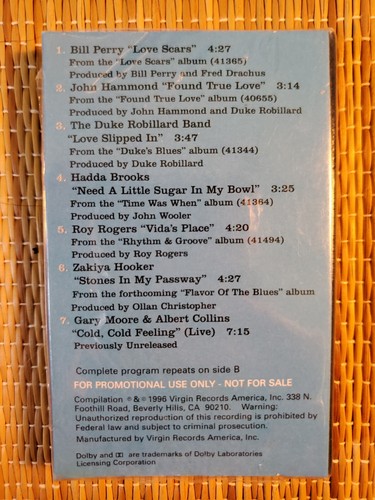 1. Bill Perry "Love Scars" 4:27
From the "Love Scars" album (41365)
Produced by Bill Perry and Fred Drachus
2. John Hammond "Found True Love" 3:14
From the "Found True Love" album (40655)
Produced by John Hammond and Duke Robillard
3. The Duke Robillard Band
"Love Slipped In" 3:47
From the "Duke's Blues" album (41344)
Produced by Duke Robillard
4. Hadda Brooks
"Need A Little Sugar In My Bowl" 3:25
From the "Time Was When" album (41364)
Produced by John Wooler
5. Roy Rogers "Vida's Place" 4:20
From the "Rhythm & Groove" album (41494)
Produced by Roy Rogers
6. Zakiya Hooker
"Stones In My Passway" 4:27
From the forthcoming "Flavor Of The Blues" album
Produced by Ollan Christopher
7. Gary Moore & Albert Collins
"Cold, Cold Feeling" (Live) 7:15
Previously Unreleased
Complete program repeats on side B
FOR PROMOTIONAL USE ONLY - NOT FOR SALE
Compilation ℗ & © 1996 Virgin Records America, Inc. 338 N.
Foothill Road, Beverly Hills, CA 90210. Warning:
Unauthorized reproduction of this recording is prohibited by
Federal law and subject to criminal prosecution.
Manufactured by Virgin Records America, Inc.
Dolby and are trademarks of Dolby Laboratories
Licensing Corporation